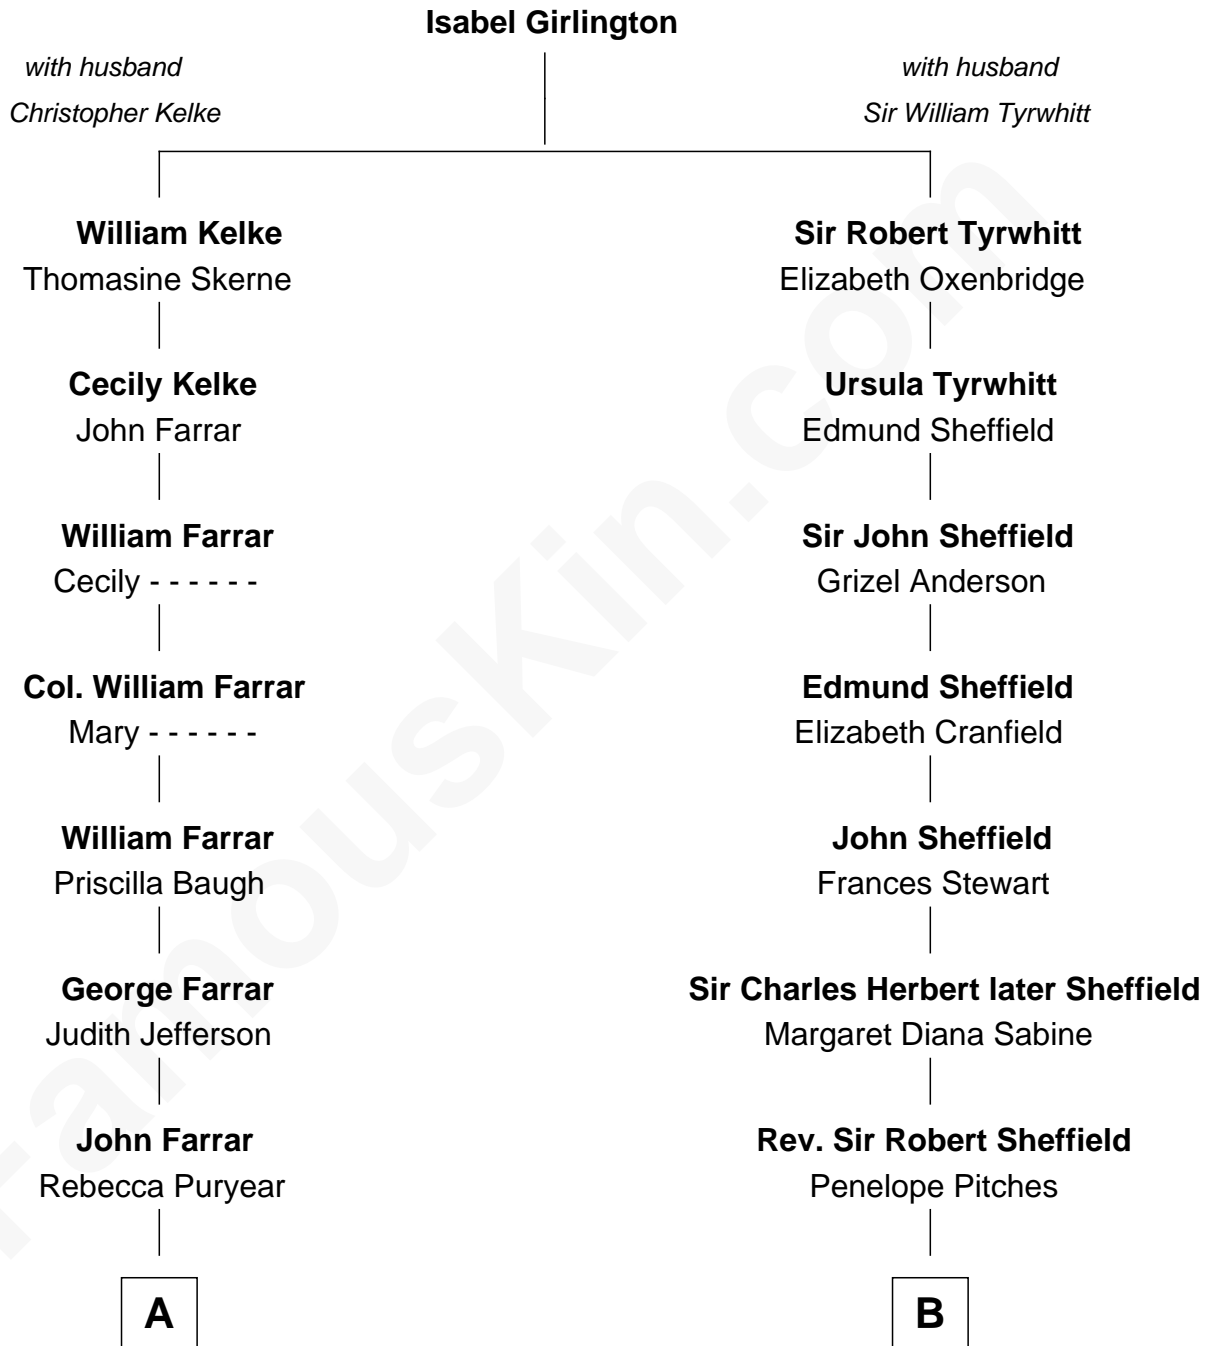 Isabel Girlington
with husband
Christopher Kelke
with husband
Sir William Tyrwhitt
William Kelke
Thomasine Skerne
Sir Robert Tyrwhitt
Elizabeth Oxenbridge
Cecily Kelke
John Farrar
Ursula Tyrwhitt
Edmund Sheffield
William Farrar
Cecily - - - - - -
Sir John Sheffield
Grizel Anderson
Col. William Farrar
Mary - - - - - -
Edmund Sheffield
Elizabeth Cranfield
William Farrar
Priscilla Baugh
John Sheffield
Frances Stewart
George Farrar
Judith Jefferson
Sir Charles Herbert later Sheffield
Margaret Diana Sabine
John Farrar
Rebecca Puryear
Rev. Sir Robert Sheffield
Penelope Pitches
A
B
FamousKin.com